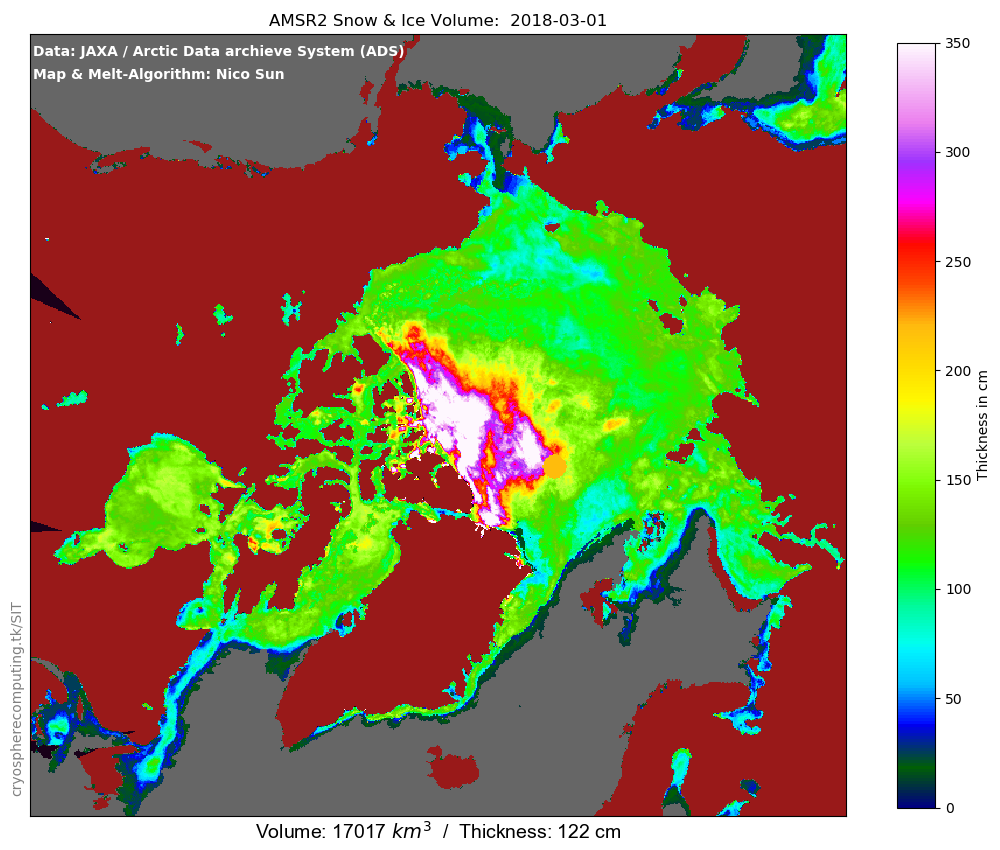 AMSR2 Snow & Ice Volume:  2018-03-01
Data: JAXA / Arctic Data archieve System (ADS)
Map & Melt-Algorithm: Nico Sun
350
300
250
200
150
100
50
0
Thickness in cm
cryospherecomputing.tk/SIT
Volume: 17017 km³  /  Thickness: 122 cm